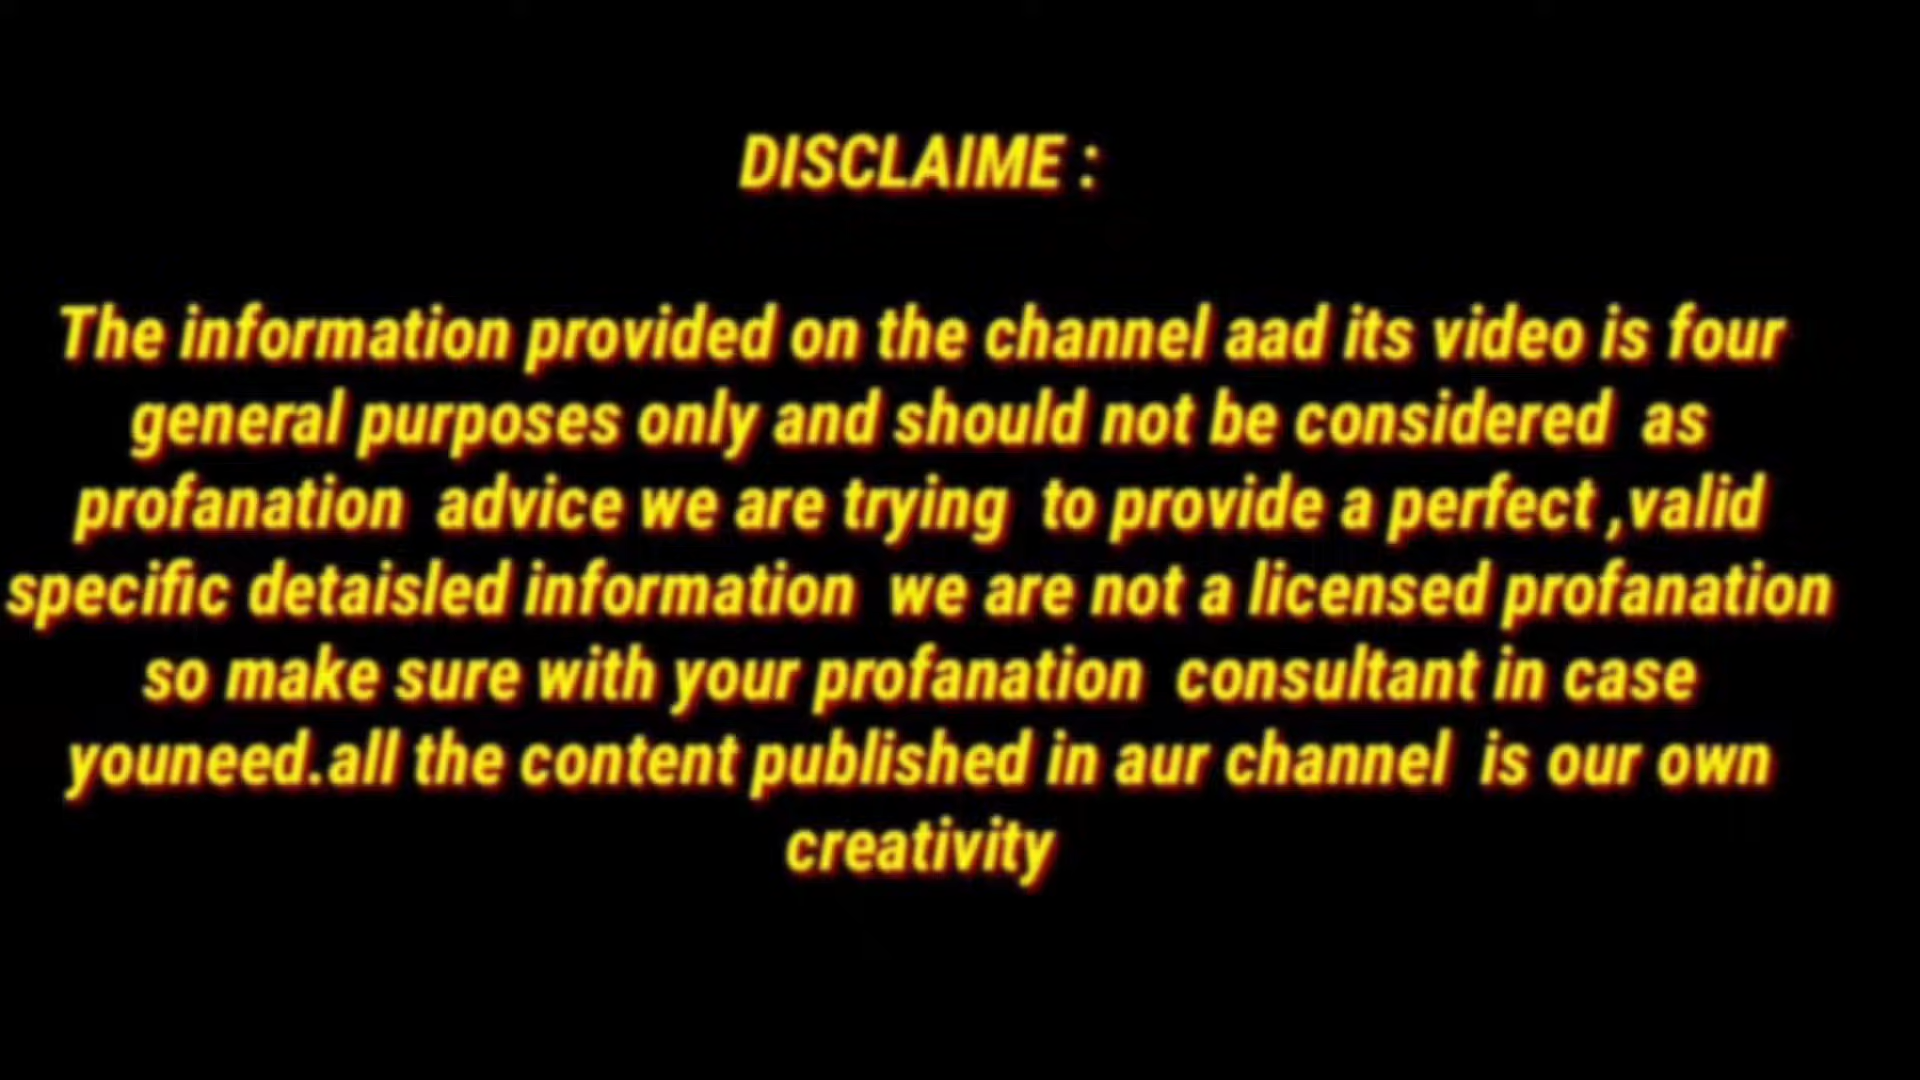 DISCLAIME :
The information provided on the channel aad its video is four
general purposes only and should not be considered as
profanation advice we are trying to provide a perfect ,valid
specific detaisled information we are not a licensed profanation
so make sure with your profanation consultant in case
youneed.all the content published in aur channel is our own
creativity